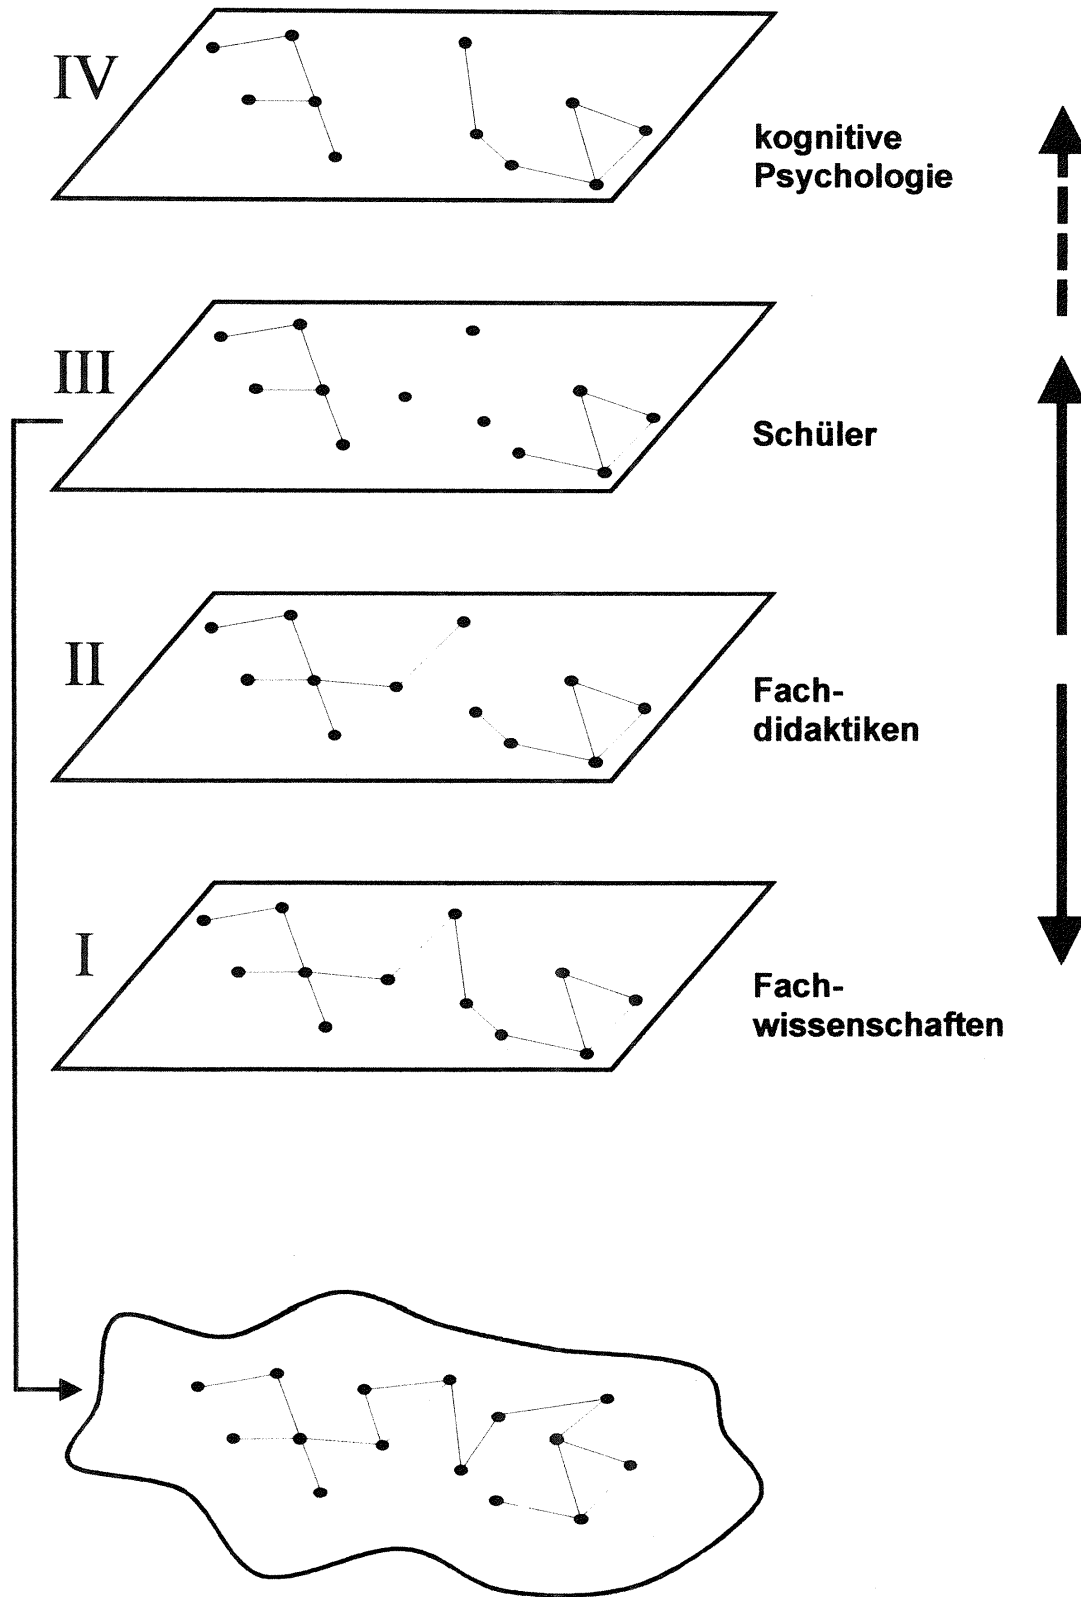 IV
kognitive
Psychologie
III
Schüler
II
Fach-
didaktiken
I
Fach-
wissenschaften